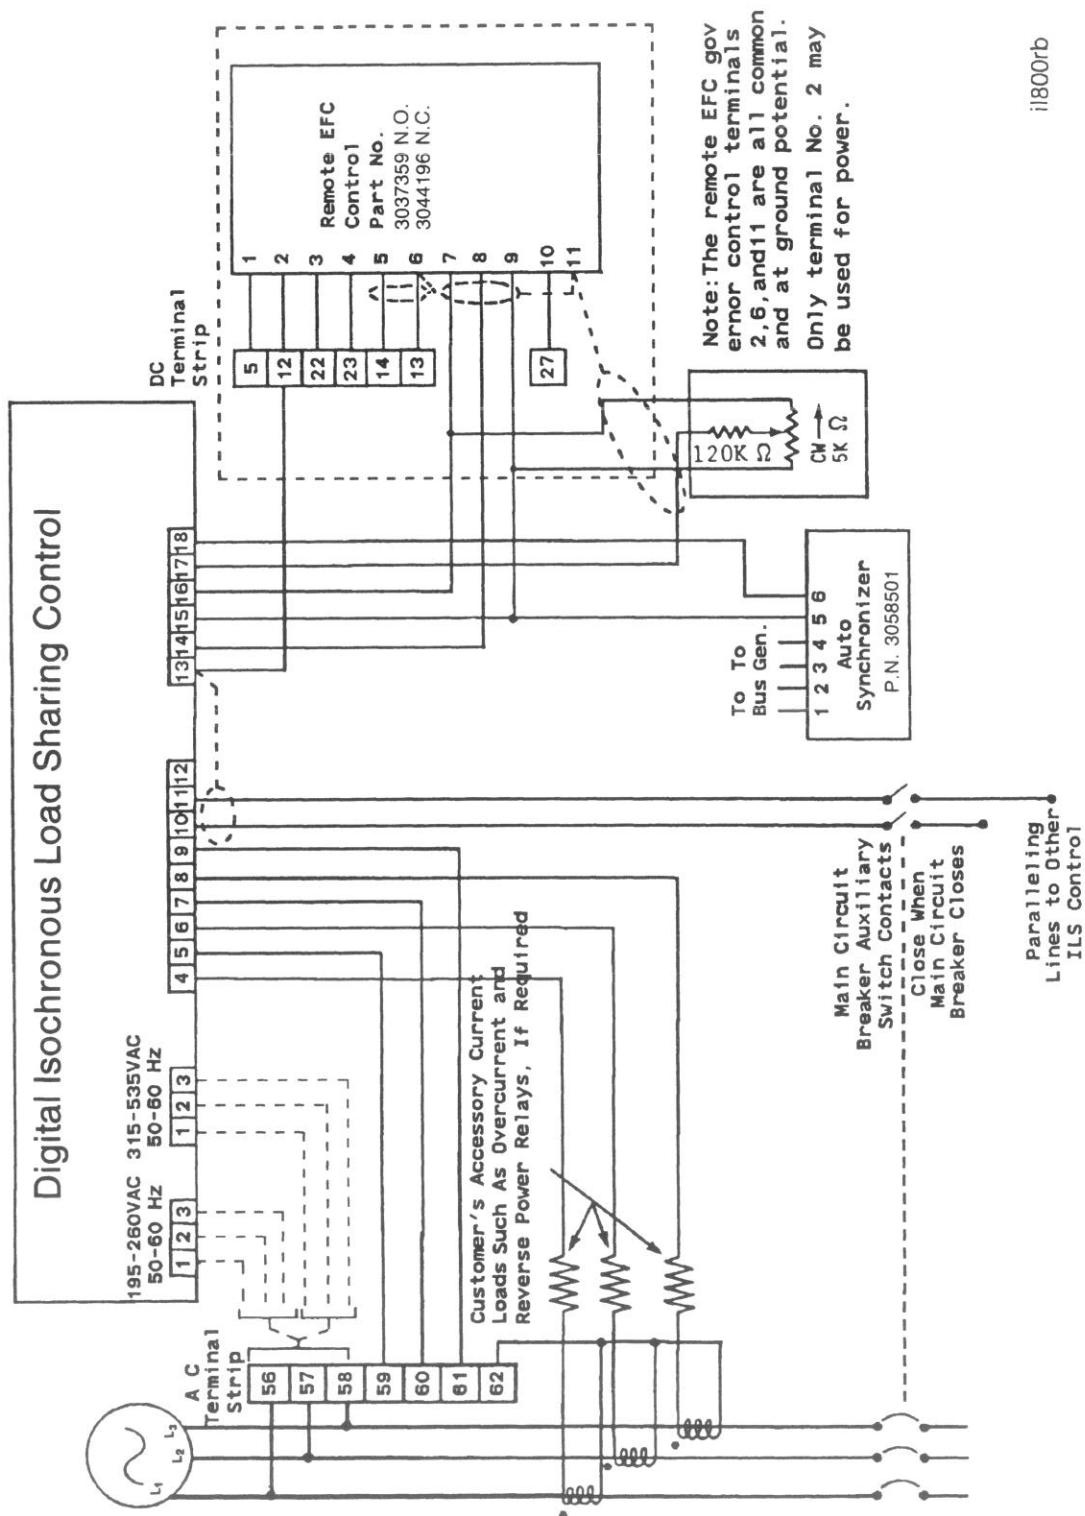 Digital Isochronous Load Sharing Control
195-260VAC
50-60 Hz
1 2 3
315-535VAC
50-60 Hz
1 2 3
4 5 6 7 8 9 10 11 12
13 14 15 16 17 18
L1
L2
L3
A C
Terminal
Strip
56
57
58
59
60
61
62
Customer's Accessory Current
Loads Such As Overcurrent and
Reverse Power Relays, If Required
DC
Terminal
Strip
5
12
22
23
14
13
27
1
2
3
4
5
6
7
8
9
10
11
Remote EFC
Control
Part No.
3037359 N.O.
3044196 N.C.
120K Ω
CW
5K Ω
Note:The remote EFC gov
ernor control terminals
2,6,and11 are all common
and at ground potential.
Only terminal No. 2 may
be used for power.
To To
Bus Gen.
1 2 3 4 5 6
Auto
Synchronizer
P.N. 3058501
Main Circuit
Breaker Auxiliary
Switch Contacts
Close When
Main Circuit
Breaker Closes
Paralleling
Lines to Other
ILS Control
il800rb